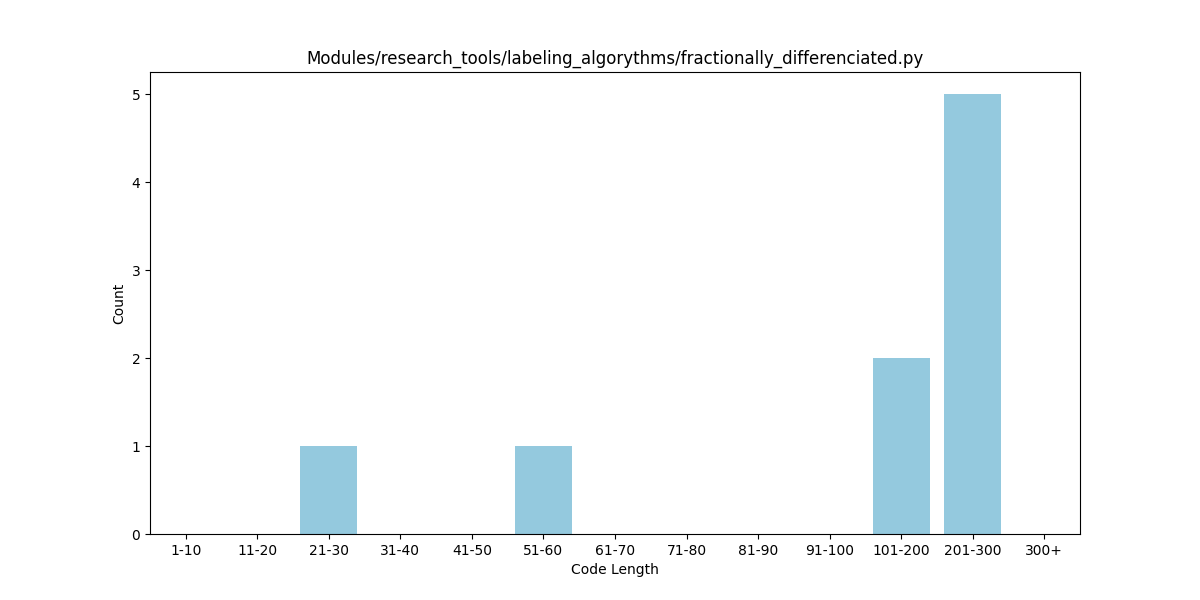 Modules/research_tools/labeling_algorythms/fractionally_differenciated.py
5
4
3
2
1
0
Count
1-10 11-20 21-30 31-40 41-50 51-60 61-70 71-80 81-90 91-100 101-200 201-300 300+
Code Length